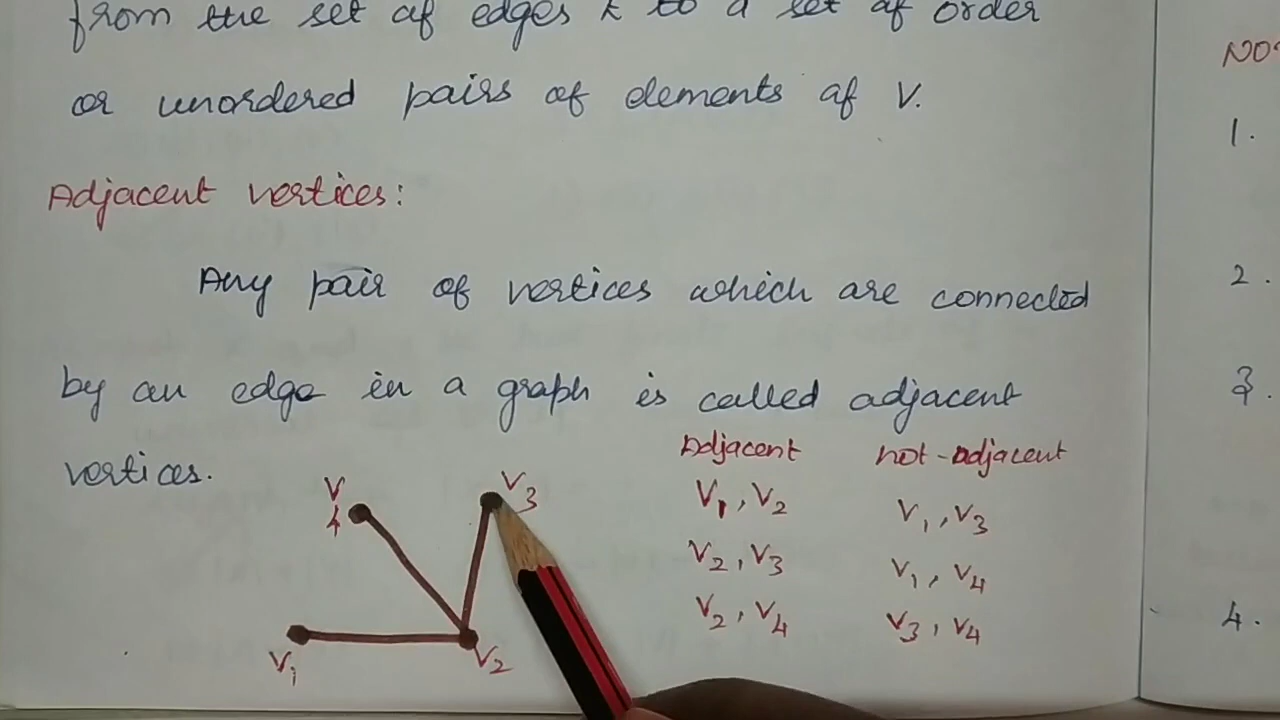 from the set of edges E to a set of order
or unordered pairs of elements of V.
Adjacent vertices:
Any pair of vertices which are connected
by an edge in a graph is called adjacent
vertices.
Adjacent not-adjacent
V1, V2 V1, V3
V2, V3 V1, V4
V2, V4 V3, V4
V4
V3
V1
V2
1.
2.
3.
4.